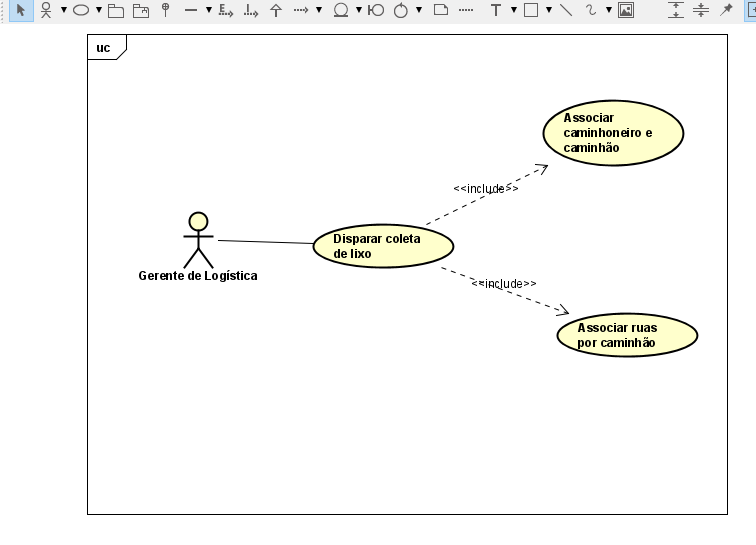 uc
Associar
caminhoneiro e
caminhão
<<include>>
Disparar coleta
de lixo
Gerente de Logística
<<include>>
Associar ruas
por caminhão